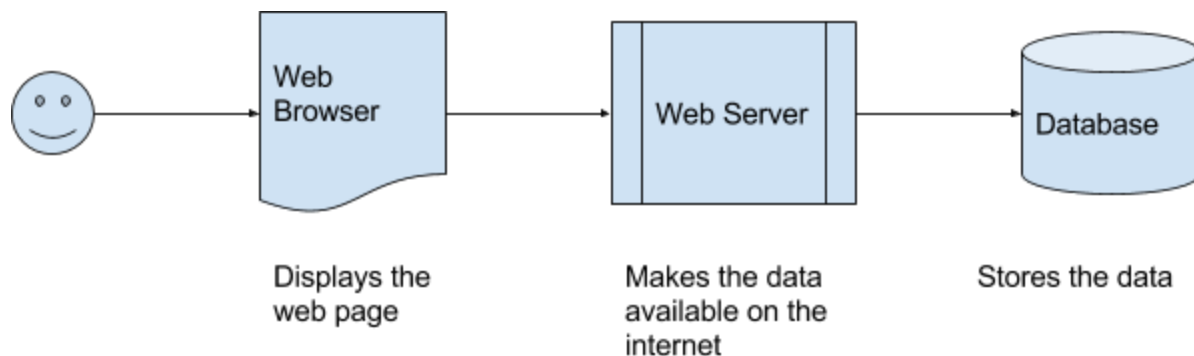 Web
Browser
Web Server
Database
Displays the
web page
Makes the data
available on the
internet
Stores the data